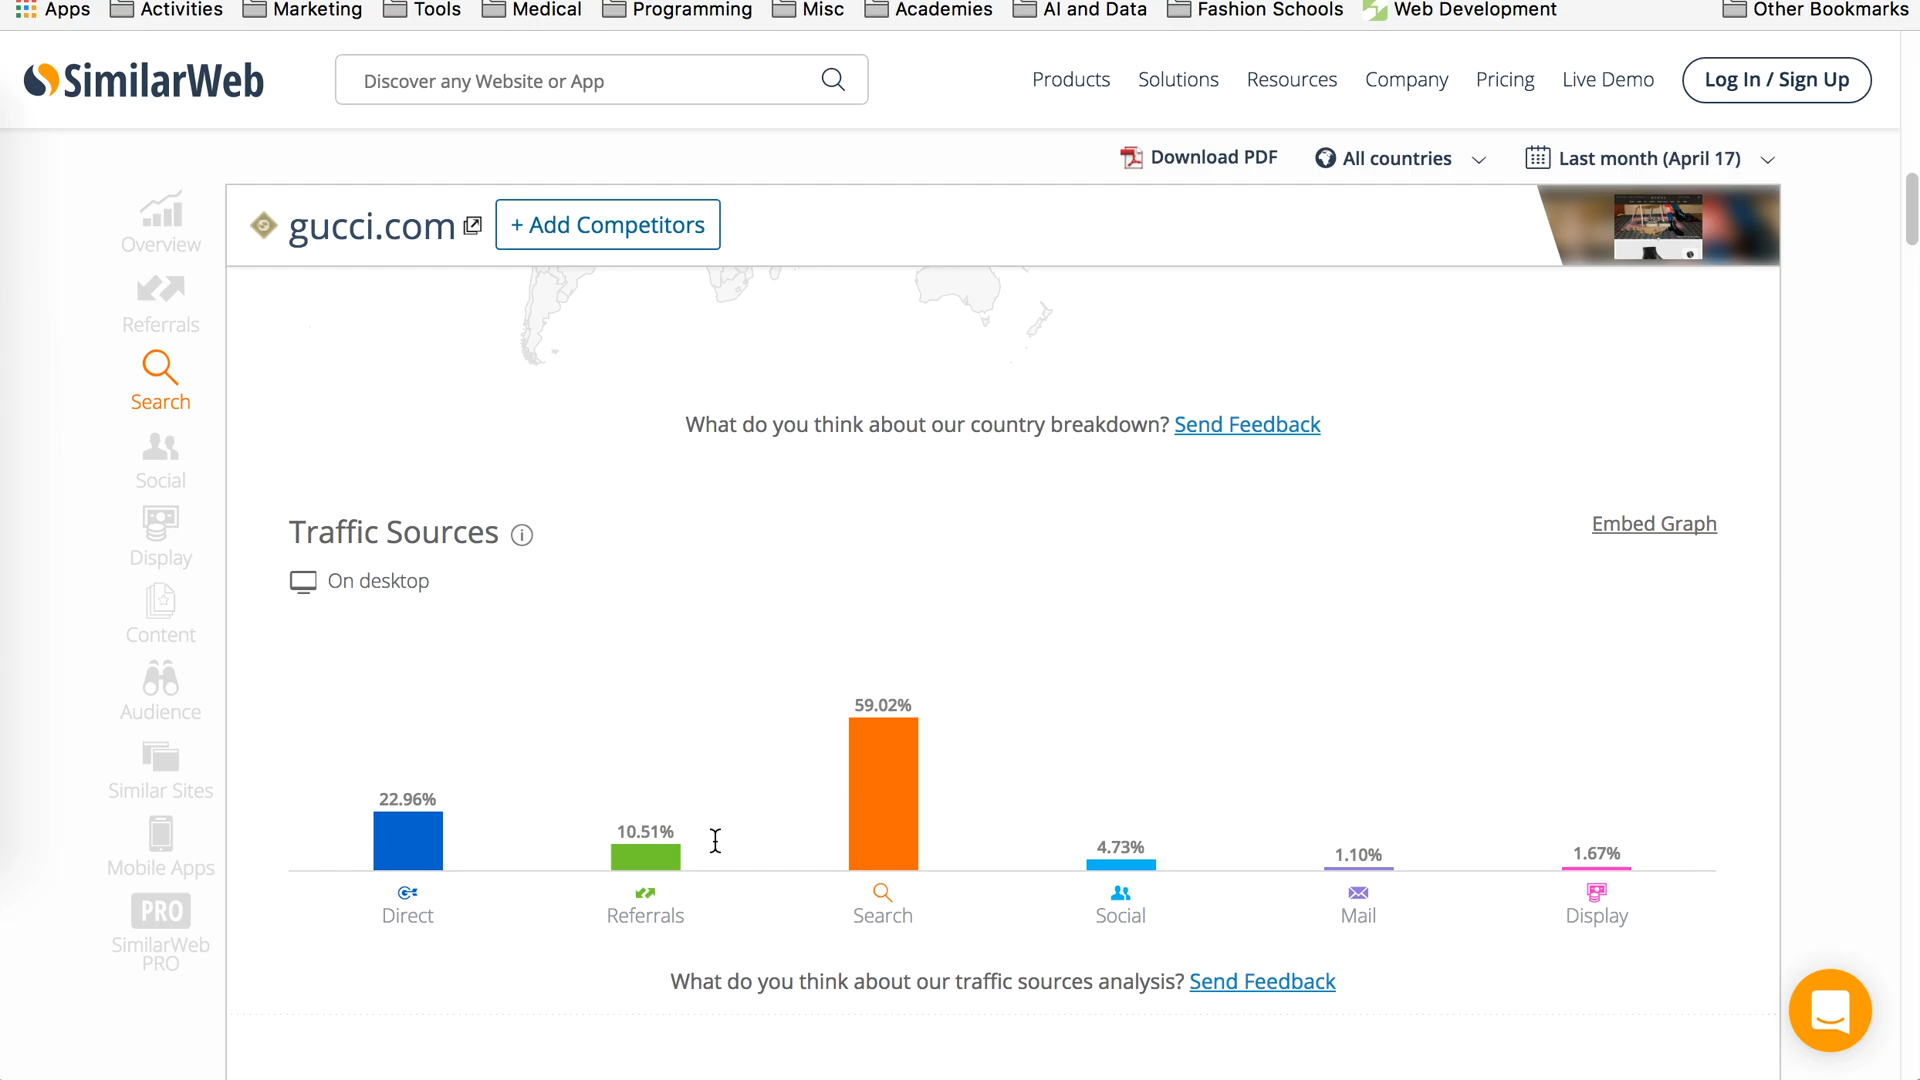 Apps Activities Marketing Tools Medical Programming Misc Academies AI and Data Fashion Schools Web Development Other Bookmarks
SimilarWeb Discover any Website or App Products Solutions Resources Company Pricing Live Demo Log In / Sign Up
Download PDF All countries Last month (April 17)
gucci.com + Add Competitors
Overview
Referrals
Search
Social
Display
Content
Audience
Similar Sites
Mobile Apps
PRO
SimilarWeb
PRO
What do you think about our country breakdown? Send Feedback
Traffic Sources Embed Graph
On desktop
22.96% 10.51% 59.02% 4.73% 1.10% 1.67%
Direct Referrals Search Social Mail Display
What do you think about our traffic sources analysis? Send Feedback